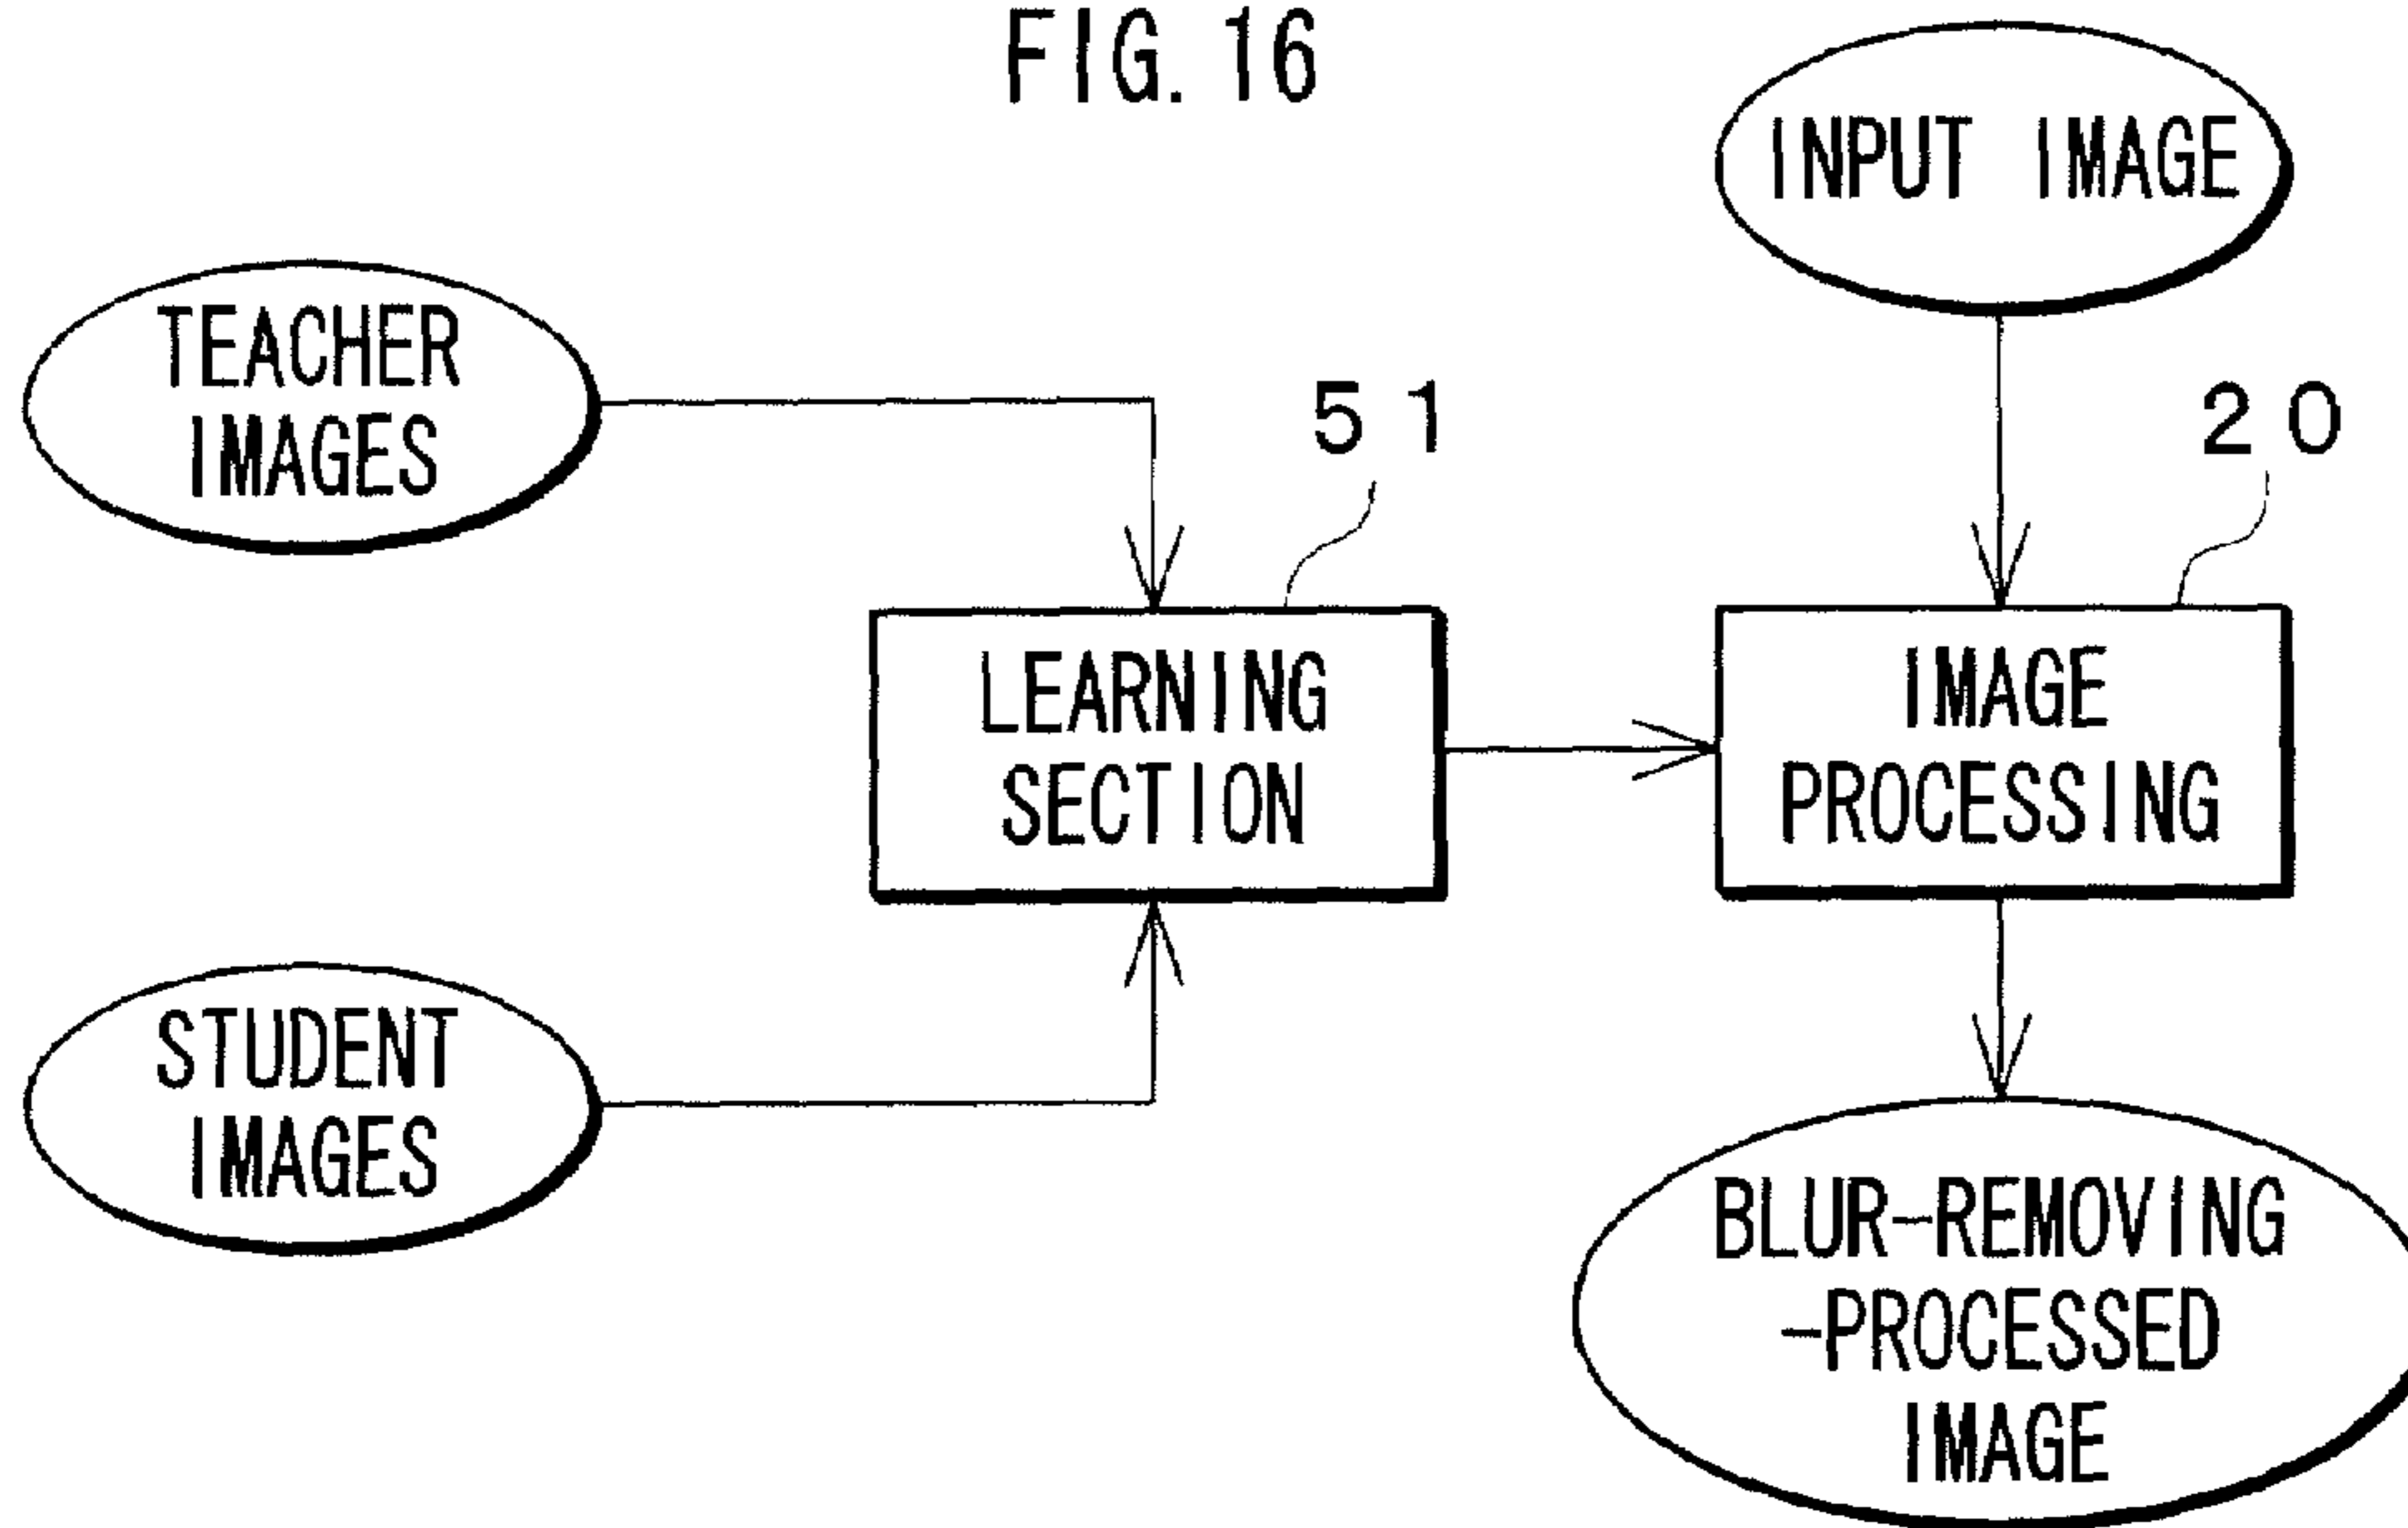 FIG. 16
INPUT IMAGE
TEACHER
IMAGES
51
20
LEARNING
SECTION
IMAGE
PROCESSING
STUDENT
IMAGES
BLUR-REMOVING
-PROCESSED
IMAGE